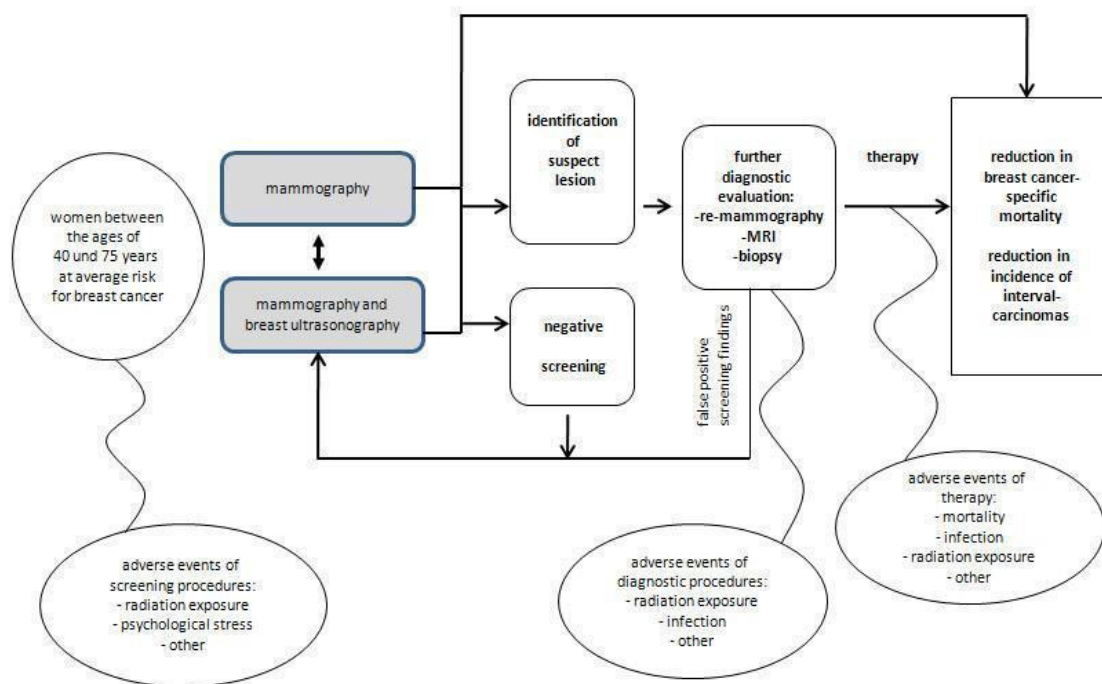 women between
the ages of
40 und 75 years
at average risk
for breast cancer
mammography
mammography and
breast ultrasonography
identification
of
suspect
lesion
negative
screening
further
diagnostic
evaluation:
-re-mammography
-MRI
-biopsy
false positive
screening findings
therapy
reduction in
breast cancer-
specific
mortality
reduction in
incidence of
interval-
carcinomas
adverse events of
screening procedures:
- radiation exposure
- psychological stress
- other
adverse events of
diagnostic procedures:
- radiation exposure
- infection
- other
adverse events of
therapy:
- mortality
- infection
- radiation exposure
- other